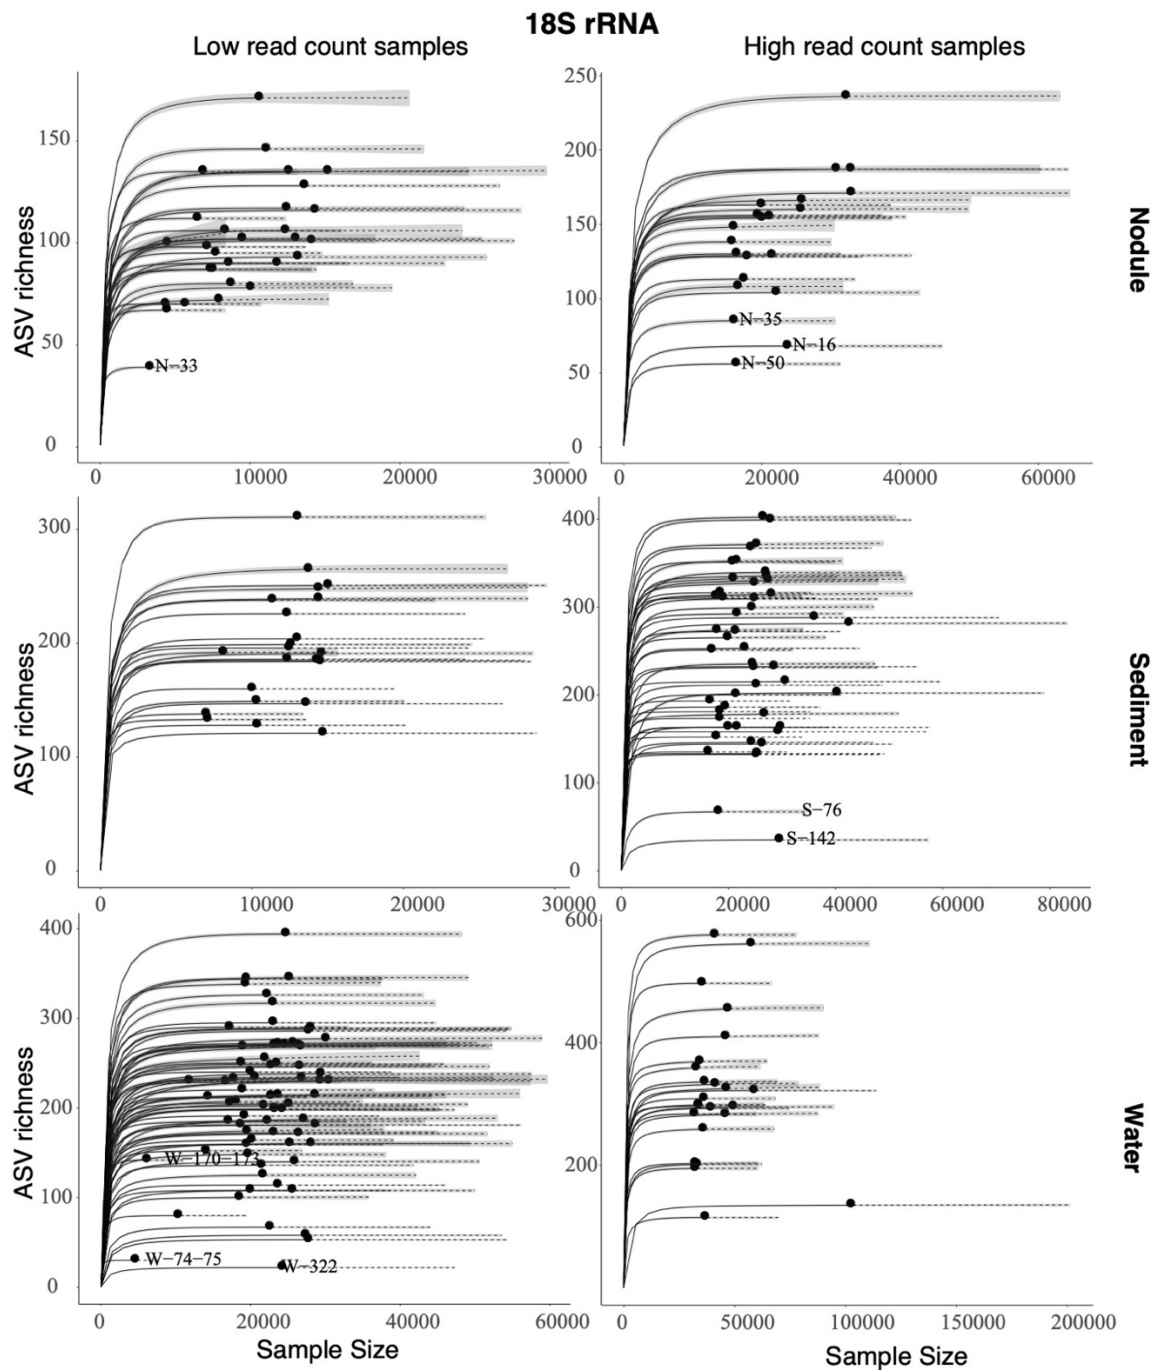 18S rRNA
Low read count samples
High read count samples
ASV richness
150
100
50
0
N−33
0 10000 20000 30000
250
200
150
100
50
0
N−35
N−16
N−50
0 20000 40000 60000
Nodule
ASV richness
300
200
100
0
0 10000 20000 30000
400
300
200
100
0
S−76
S−142
0 20000 40000 60000 80000
Sediment
ASV richness
400
300
200
100
0
W−170−173
W−74−75
W−322
0 20000 40000 60000
Sample Size
600
400
200
0 50000 100000 150000 200000
Sample Size
Water